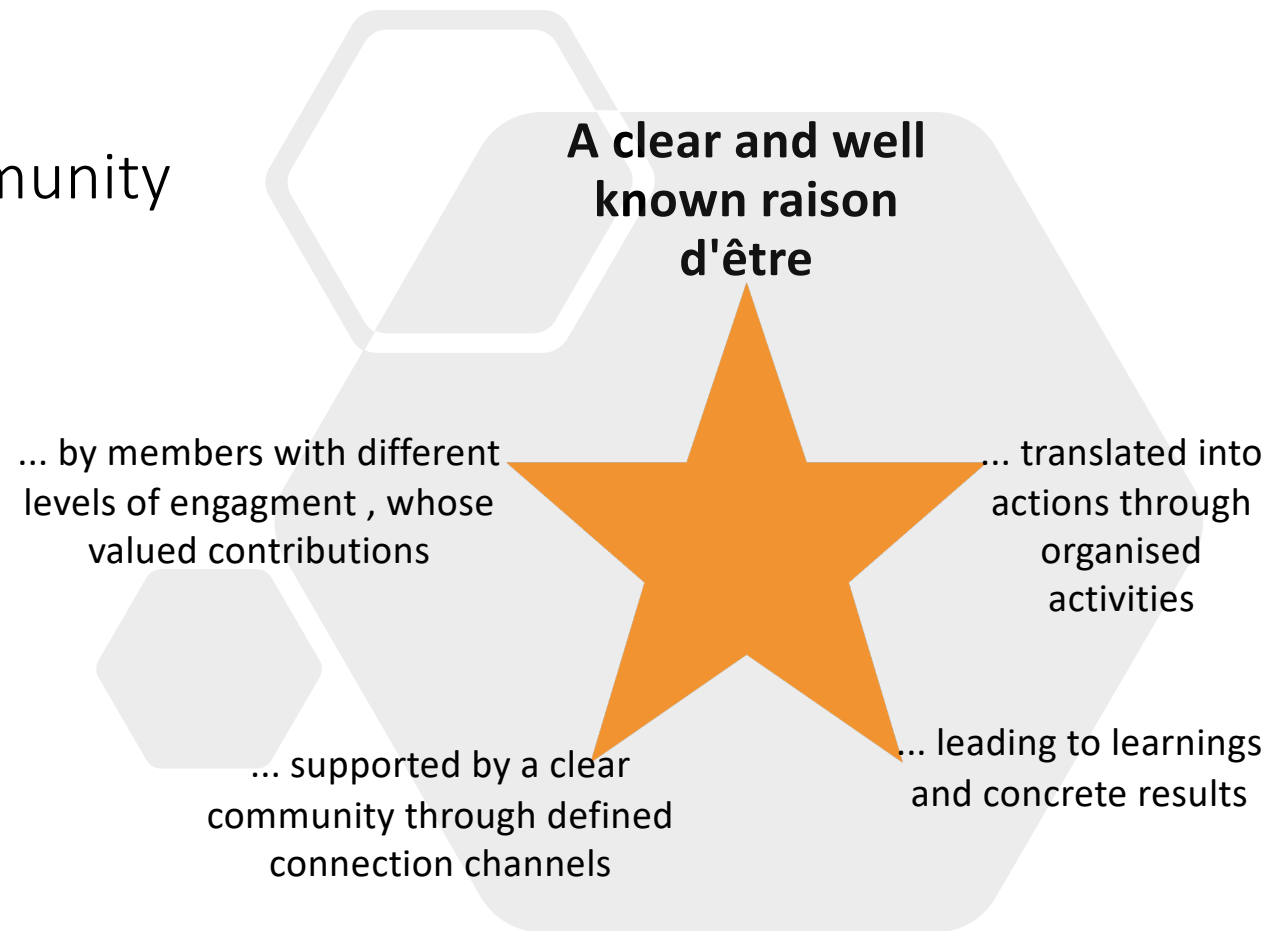 munity
A clear and well
known raison
d'être
... by members with different
levels of engagment , whose
valued contributions
... translated into
actions through
organised
activities
... leading to learnings
and concrete results
... supported by a clear
community through defined
connection channels